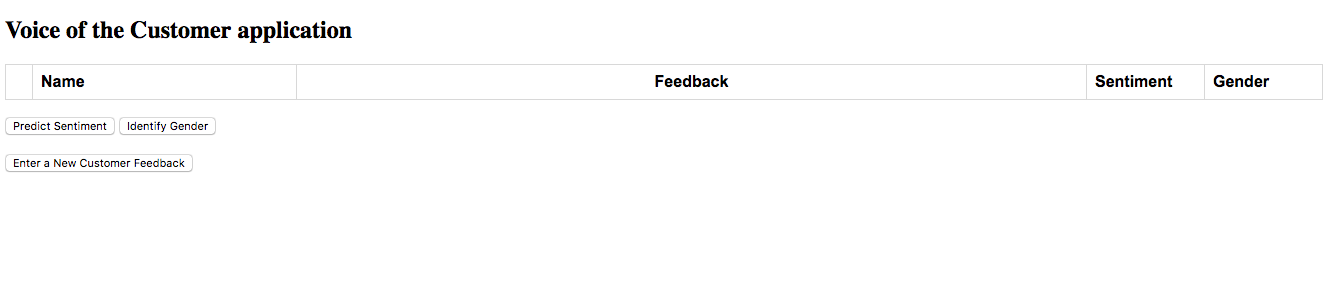 Voice of the Customer application
Name Feedback Sentiment Gender
Predict Sentiment Identify Gender
Enter a New Customer Feedback